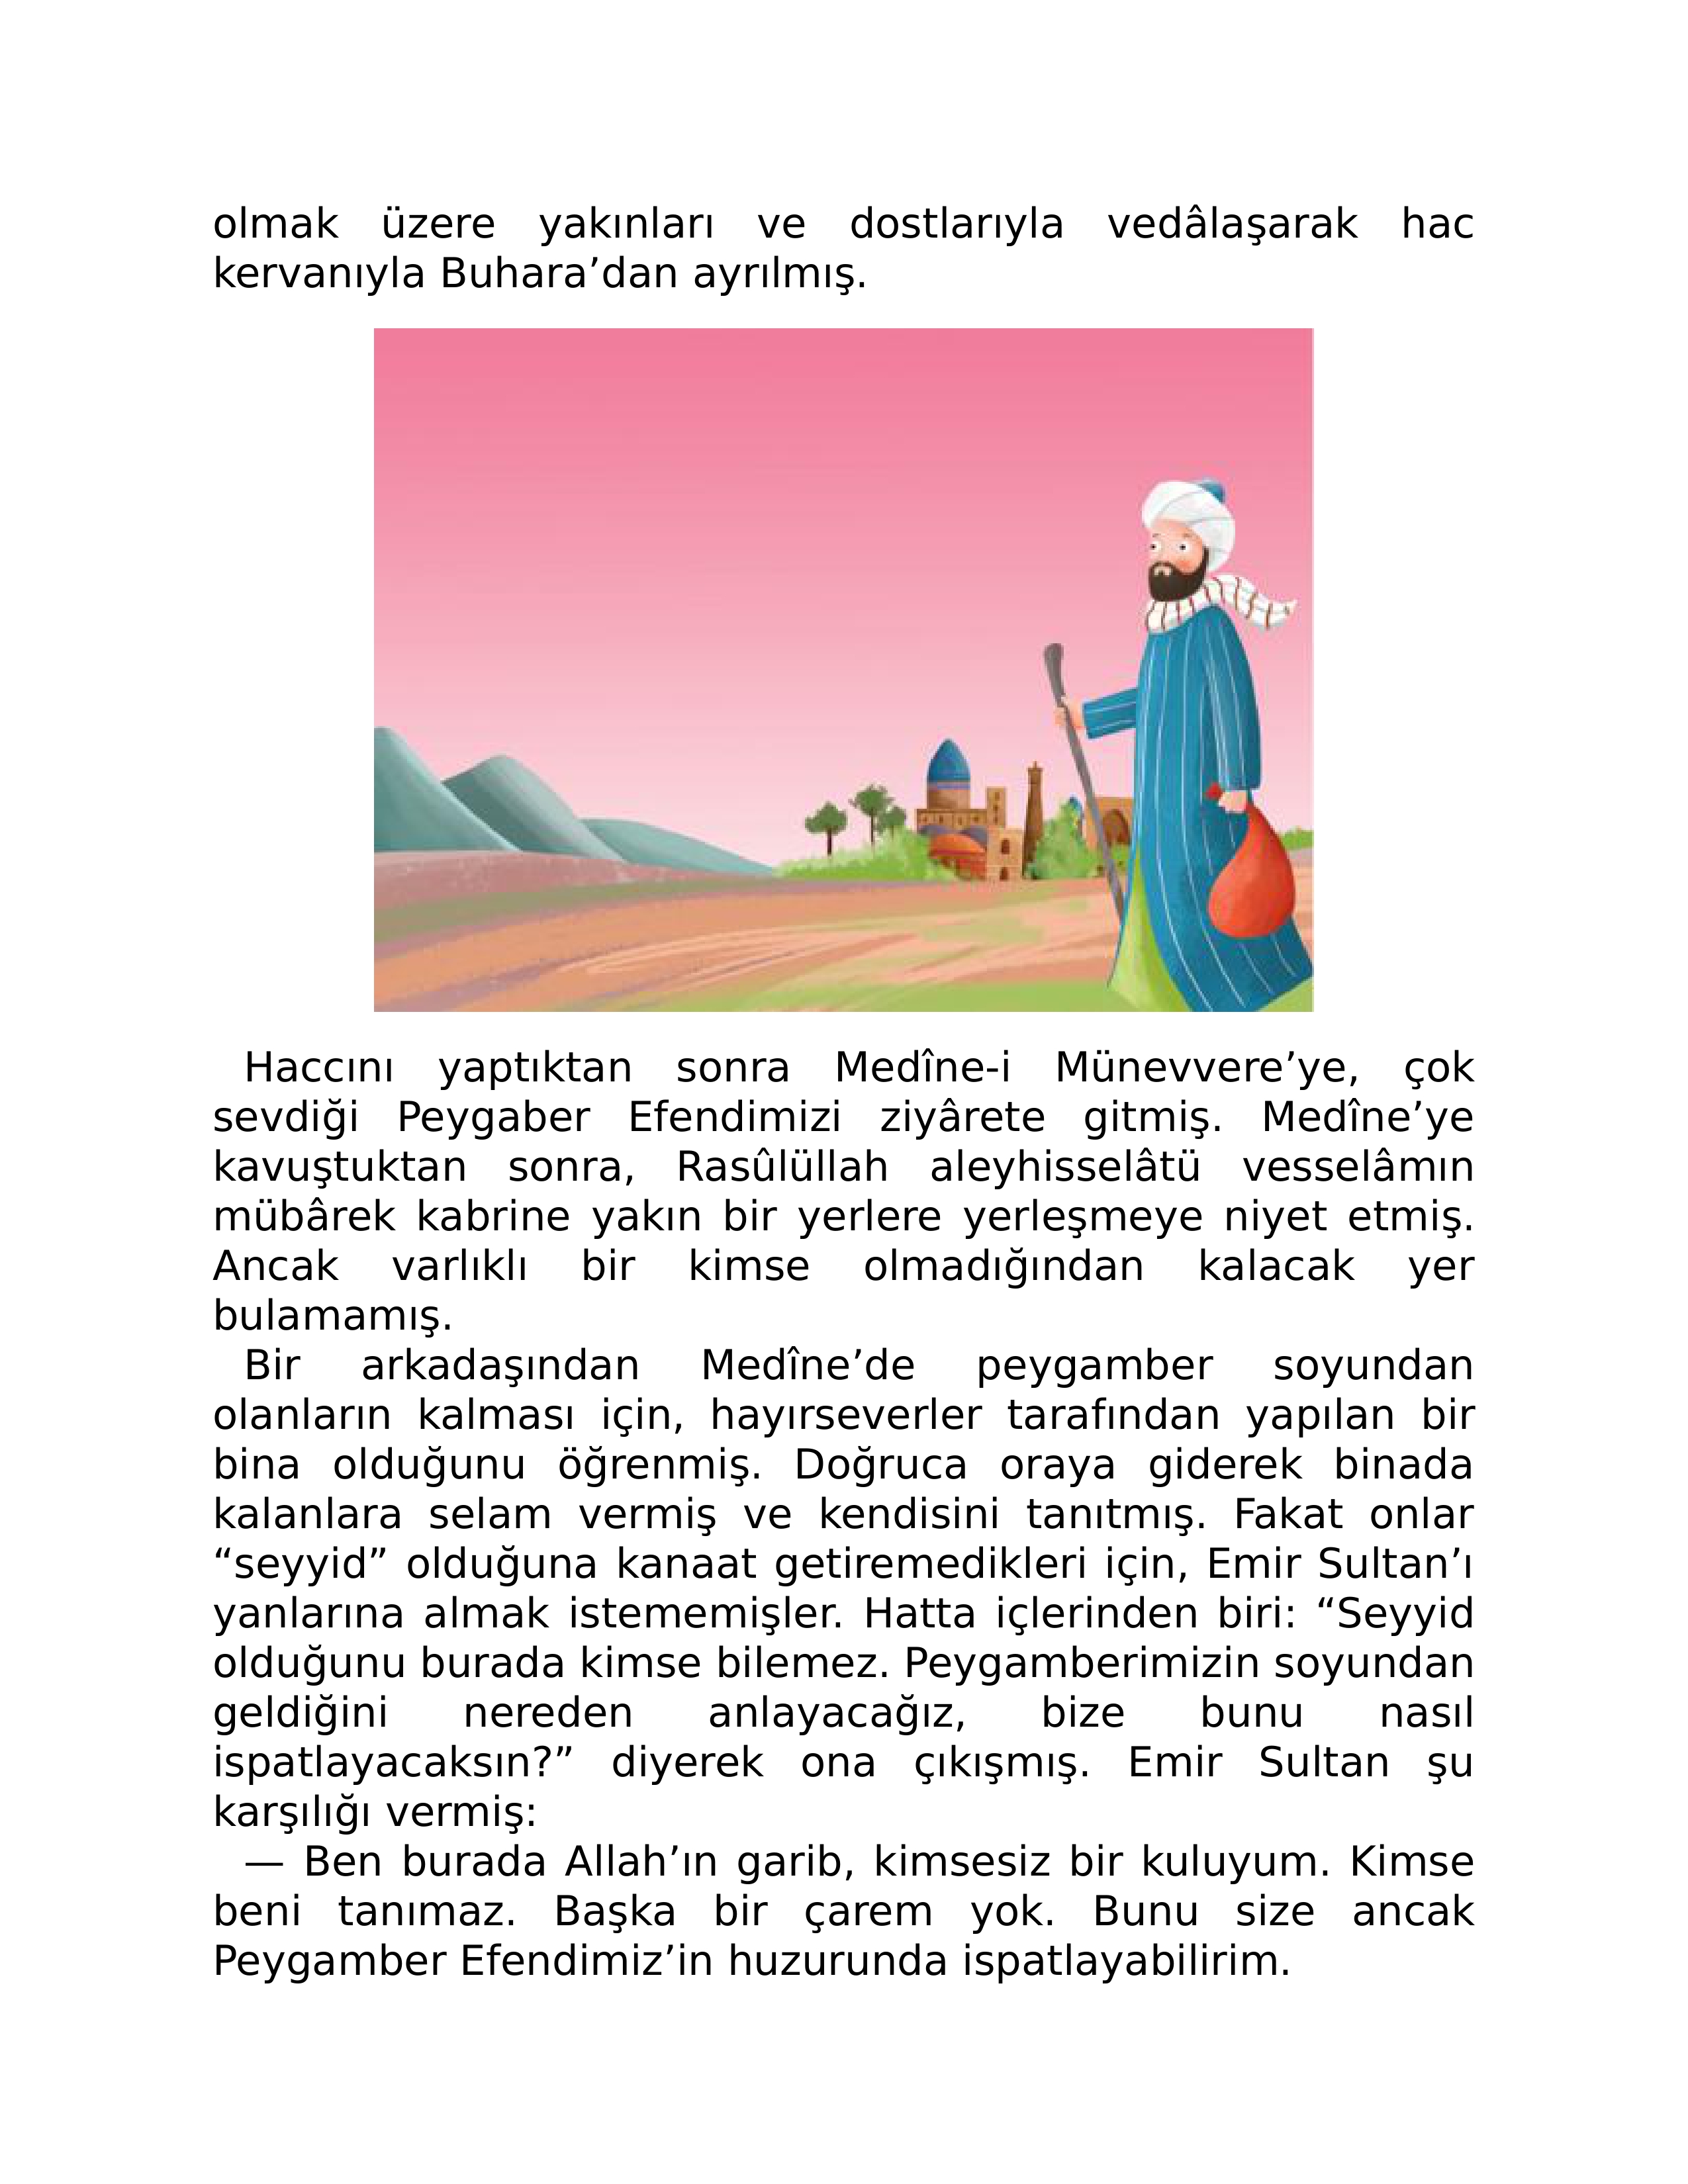 olmak üzere yakınları ve dostlarıyla vedâlaşarak hac
kervanıyla Buhara’dan ayrılmış.
Haccını yaptıktan sonra Medîne-i Münevvere’ye, çok
sevdiği Peygaber Efendimizi ziyârete gitmiş. Medîne’ye
kavuştuktan sonra, Rasûlüllah aleyhisselâtü vesselâmın
mübârek kabrine yakın bir yerlere yerleşmeye niyet etmiş.
Ancak varlıklı bir kimse olmadığından kalacak yer
bulamamış.
Bir arkadaşından Medîne’de peygamber soyundan
olanların kalması için, hayırseverler tarafından yapılan bir
bina olduğunu öğrenmiş. Doğruca oraya giderek binada
kalanlara selam vermiş ve kendisini tanıtmış. Fakat onlar
“seyyid” olduğuna kanaat getiremedikleri için, Emir Sultan’ı
yanlarına almak istememişler. Hatta içlerinden biri: “Seyyid
olduğunu burada kimse bilemez. Peygamberimizin soyundan
geldiğini nereden anlayacağız, bize bunu nasıl
ispatlayacaksın?” diyerek ona çıkışmış. Emir Sultan şu
karşılığı vermiş:
— Ben burada Allah’ın garib, kimsesiz bir kuluyum. Kimse
beni tanımaz. Başka bir çarem yok. Bunu size ancak
Peygamber Efendimiz’in huzurunda ispatlayabilirim.